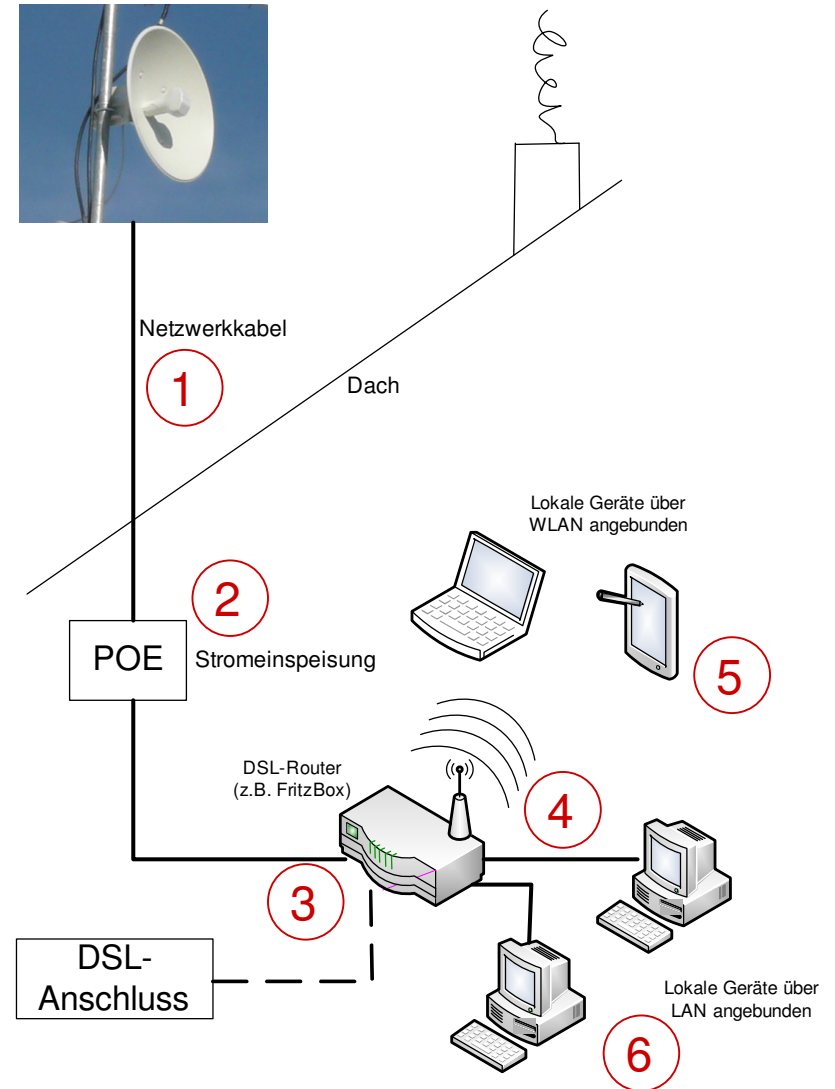 Netzwerkkabel
1
Dach
Lokale Geräte über
WLAN angebunden
2
POE
Stromeinspeisung
5
DSL-Router
(z.B. FritzBox)
4
3
DSL-
Anschluss
Lokale Geräte über
LAN angebunden
6